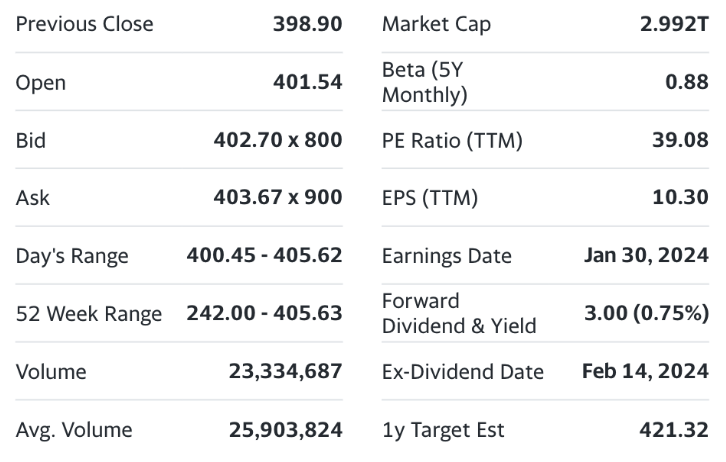 Previous Close 398.90
Open 401.54
Bid 402.70 x 800
Ask 403.67 x 900
Day's Range 400.45 - 405.62
52 Week Range 242.00 - 405.63
Volume 23,334,687
Avg. Volume 25,903,824
Market Cap 2.992T
Beta (5Y
Monthly) 0.88
PE Ratio (TTM) 39.08
EPS (TTM) 10.30
Earnings Date Jan 30, 2024
Forward
Dividend & Yield 3.00 (0.75%)
Ex-Dividend Date Feb 14, 2024
1y Target Est 421.32